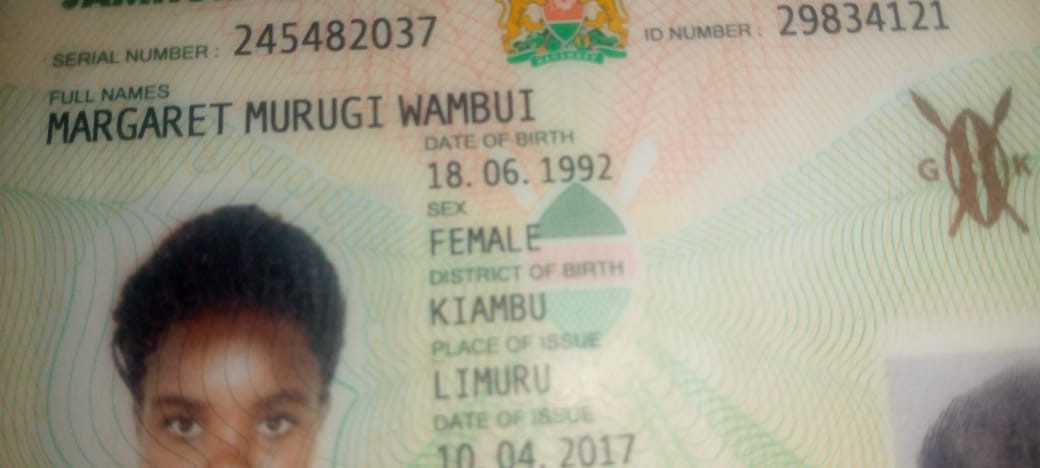 SERIAL NUMBER : 245482037
ID NUMBER : 29834121
FULL NAMES
MARGARET MURUGI WAMBUI
DATE OF BIRTH
18. 06. 1992
SEX
FEMALE
DISTRICT OF BIRTH
KIAMBU
PLACE OF ISSUE
LIMURU
DATE OF ISSUE
10. 04. 2017
G K